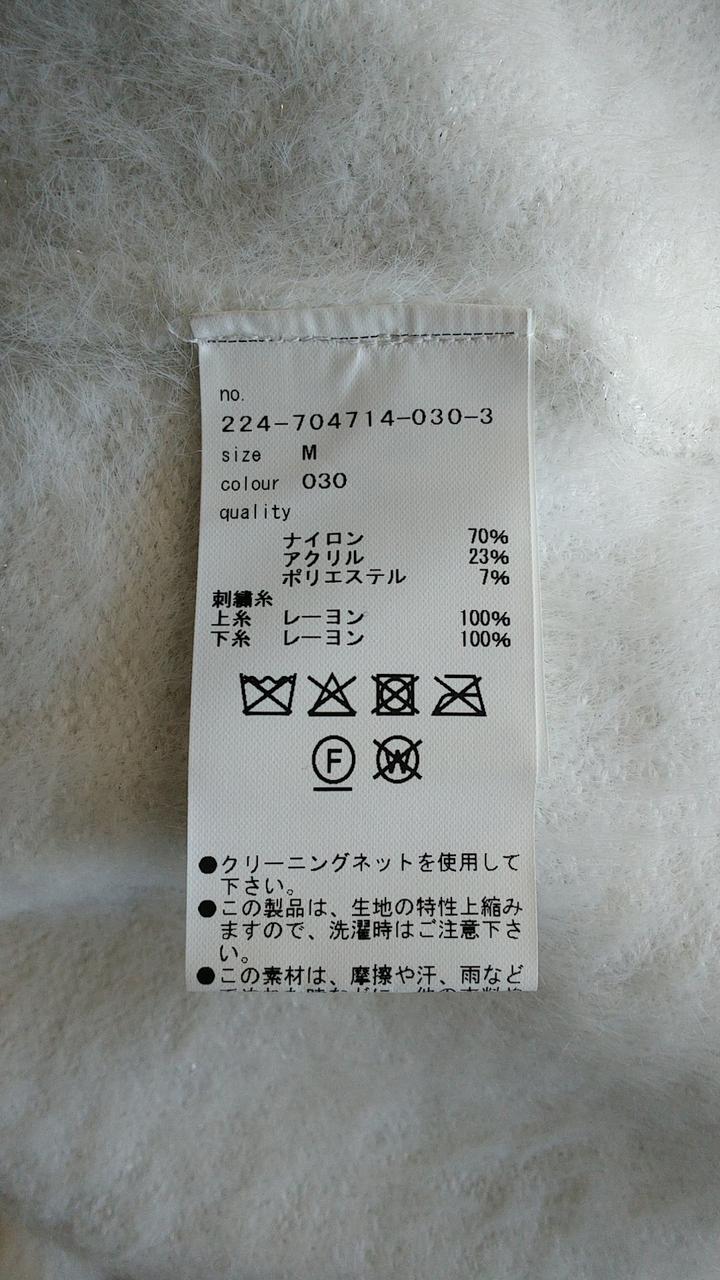 no.
224-704714-030-3
size M
colour 030
quality
ナイロン 70%
アクリル 23%
ポリエステル 7%
刺繍糸
上糸 レーヨン 100%
下糸 レーヨン 100%
F W
●クリーニングネットを使用して
下さい。
●この製品は、生地の特性上縮み
ますので、洗濯時はご注意下さ
い。
●この素材は、摩擦や汗、雨など